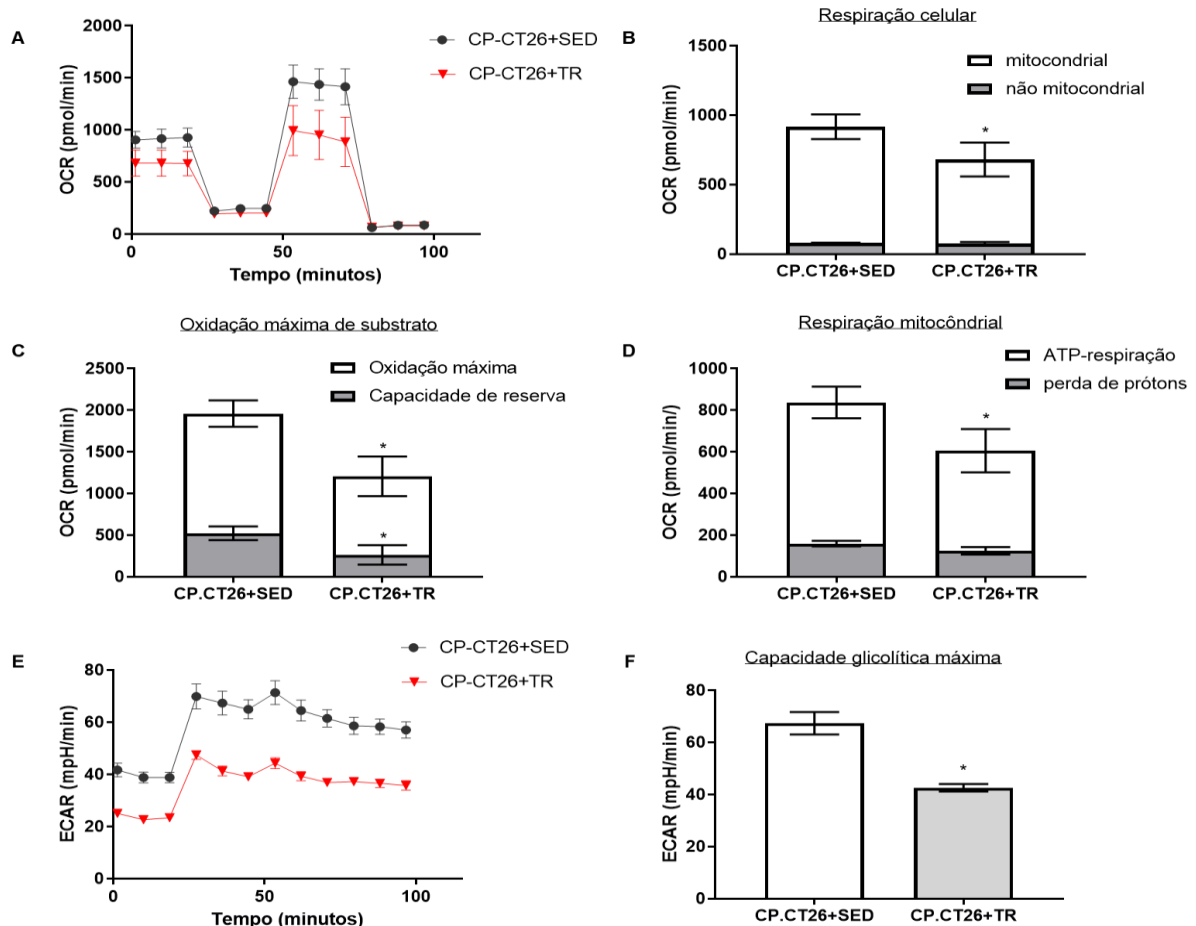 A
CP-CT26+SED
CP-CT26+TR
OCR (pmol/min)
2000
1500
1000
500
0
0
50
100
Tempo (minutos)
B
Respiração celular
mitocondrial
não mitocondrial
OCR (pmol/min)
1500
1000
500
0
*
CP.CT26+SED
CP.CT26+TR
C
Oxidação máxima de substrato
Oxidação máxima
Capacidade de reserva
OCR (pmol/min)
2500
2000
1500
1000
500
0
*
*
CP.CT26+SED
CP.CT26+TR
D
Respiração mitocôndrial
ATP-respiração
perda de prótons
OCR (pmol/min/)
1000
800
600
400
200
0
*
CP.CT26+SED
CP.CT26+TR
E
CP-CT26+SED
CP-CT26+TR
ECAR (mpH/min)
80
60
40
20
0
0
50
100
Tempo (minutos)
F
Capacidade glicolítica máxima
ECAR (mpH/min)
80
60
40
20
0
*
CP.CT26+SED
CP.CT26+TR